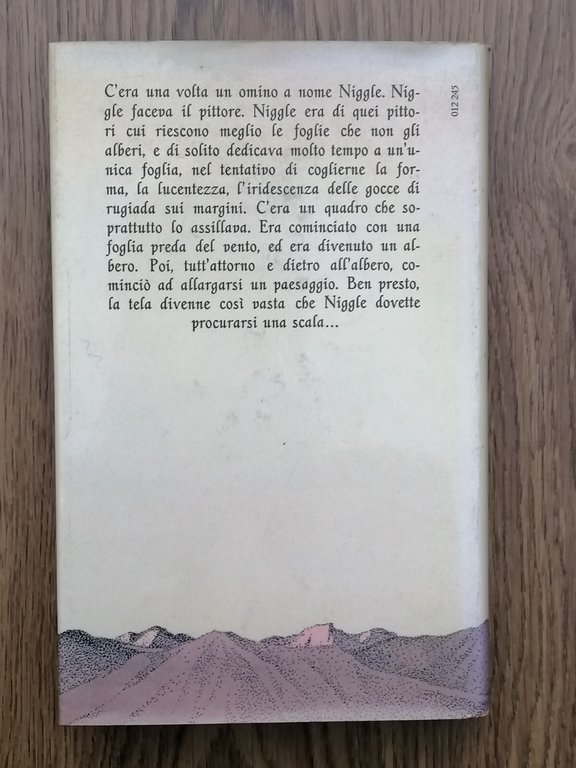 C'era una volta un omino a nome Niggle. Nig-
gle faceva il pittore. Niggle era di quei pitto-
ri cui riescono meglio le foglie che non gli
alberi, e di solito dedicava molto tempo a un'u-
nica foglia, nel tentativo di coglierne la for-
ma, la lucentezza, l'iridescenza delle gocce di
rugiada sui margini. C'era un quadro che so-
prattutto lo assillava. Era cominciato con una
foglia preda del vento, ed era divenuto un al-
bero. Poi, tutt'attorno e dietro all'albero, co-
minciò ad allargarsi un paesaggio. Ben presto,
la tela divenne così vasta che Niggle dovette
procurarsi una scala...
012 245